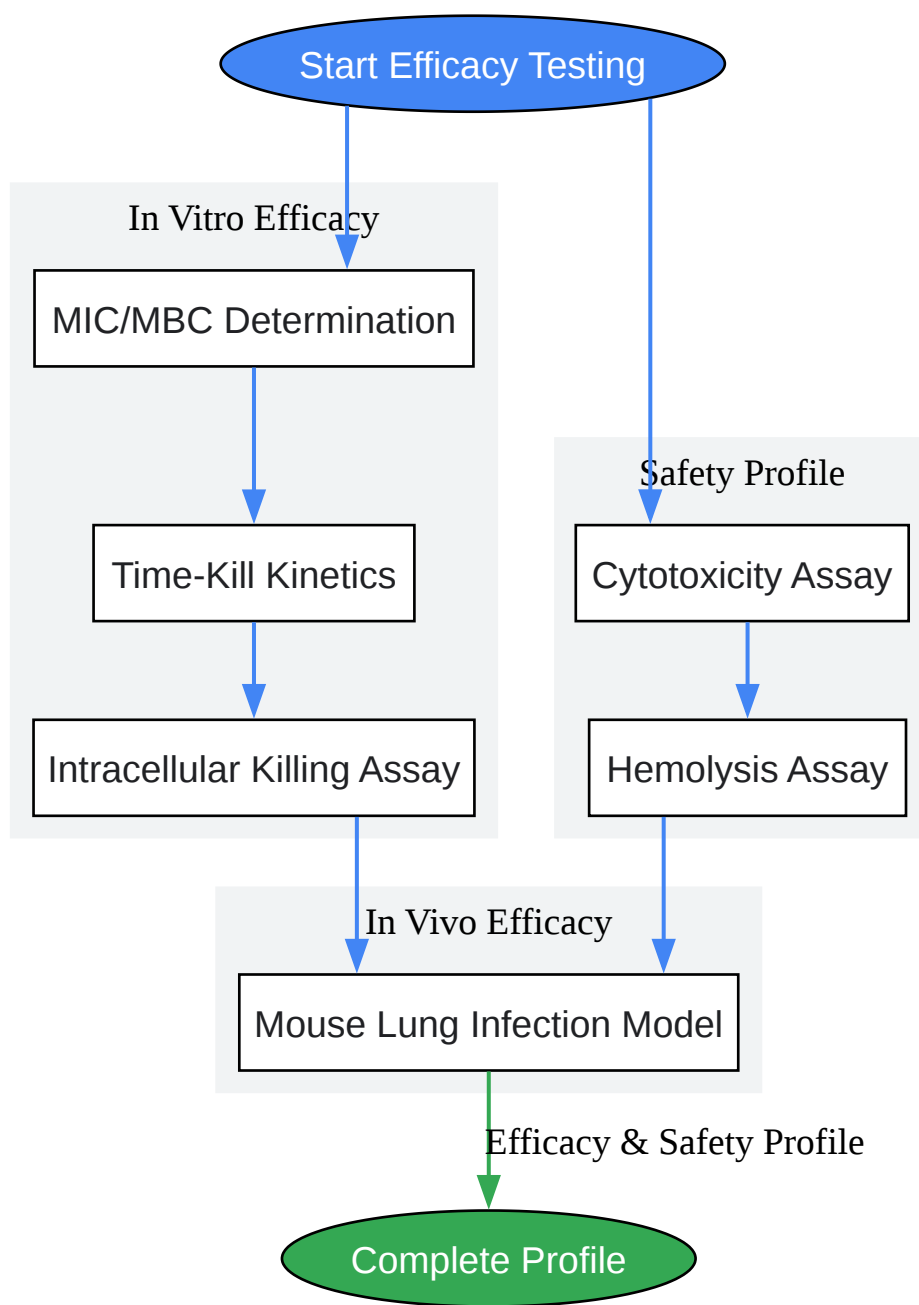 Start Efficacy Testing
In Vitro Efficacy
MIC/MBC Determination
Safety Profile
Time-Kill Kinetics
Cytotoxicity Assay
Intracellular Killing Assay
Hemolysis Assay
In Vivo Efficacy
Mouse Lung Infection Model
Efficacy & Safety Profile
Complete Profile